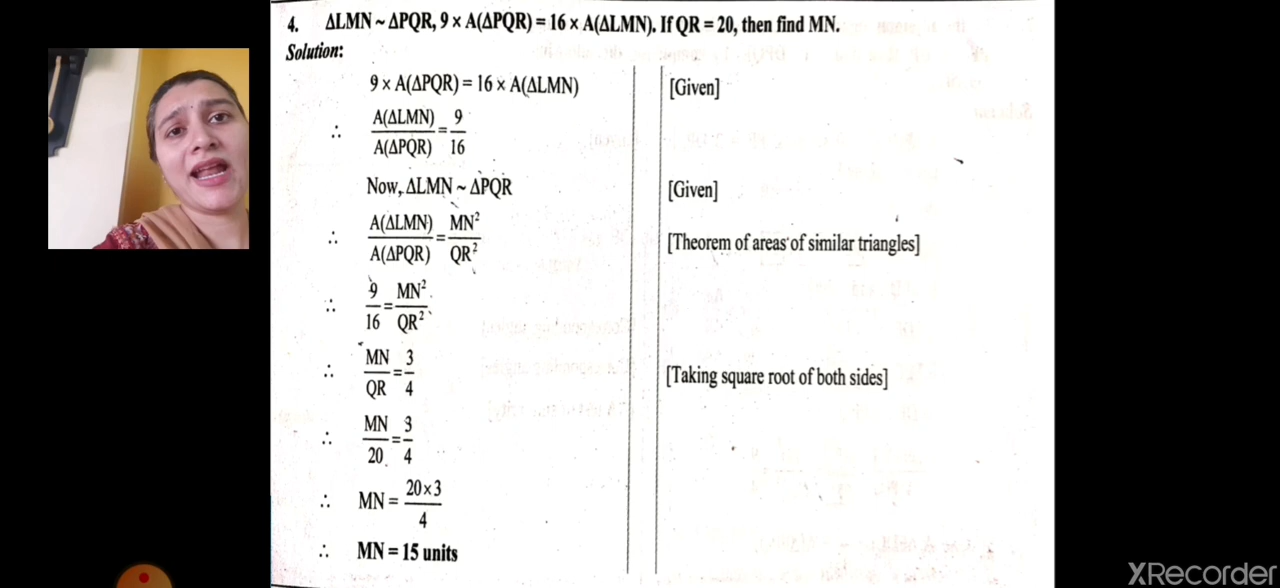 4. ΔLMN ~ ΔPQR, 9 × A(ΔPQR) = 16 × A(ΔLMN). If QR = 20, then find MN.
Solution:
9 × A(ΔPQR) = 16 × A(ΔLMN) [Given]
∴ A(ΔLMN)/A(ΔPQR) = 9/16
Now, ΔLMN ~ ΔPQR [Given]
∴ A(ΔLMN)/A(ΔPQR) = MN²/QR² [Theorem of areas of similar triangles]
∴ 9/16 = MN²/QR²
∴ MN/QR = 3/4 [Taking square root of both sides]
∴ MN/20 = 3/4
∴ MN = 20×3/4
∴ MN = 15 units
XRecorder